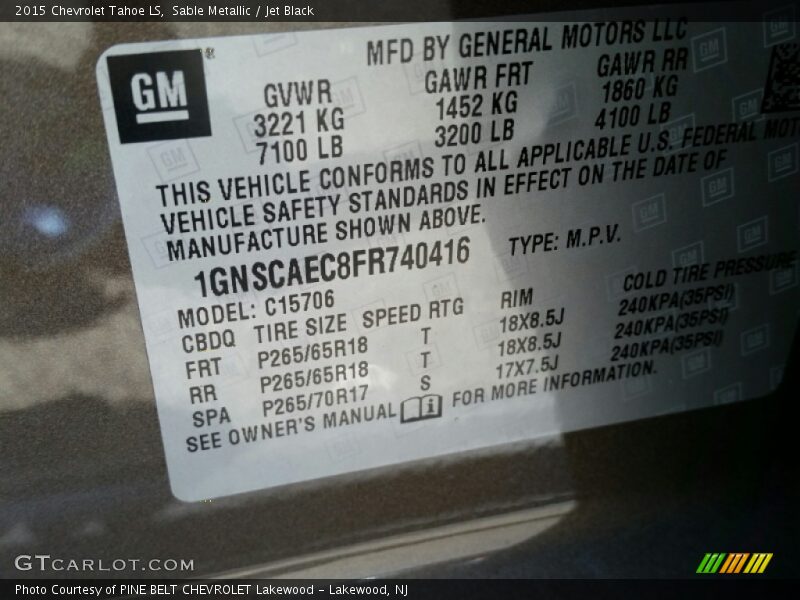 2015 Chevrolet Tahoe LS, Sable Metallic / Jet Black
GM ®
MFD BY GENERAL MOTORS LLC
GVWR GAWR FRT GAWR RR
3221 KG 1452 KG 1860 KG
7100 LB 3200 LB 4100 LB
THIS VEHICLE CONFORMS TO ALL APPLICABLE U.S. FEDERAL MOT
VEHICLE SAFETY STANDARDS IN EFFECT ON THE DATE OF
MANUFACTURE SHOWN ABOVE.
1GNSCAEC8FR740416 TYPE: M.P.V.
MODEL: C15706
CBDQ TIRE SIZE SPEED RTG RIM COLD TIRE PRESSURE
FRT P265/65R18 T 18X8.5J 240KPA(35PSI)
RR P265/65R18 T 18X8.5J 240KPA(35PSI)
SPA P265/70R17 S 17X7.5J 240KPA(35PSI)
SEE OWNER'S MANUAL FOR MORE INFORMATION.
GTCARLOT.COM
Photo Courtesy of PINE BELT CHEVROLET Lakewood - Lakewood, NJ